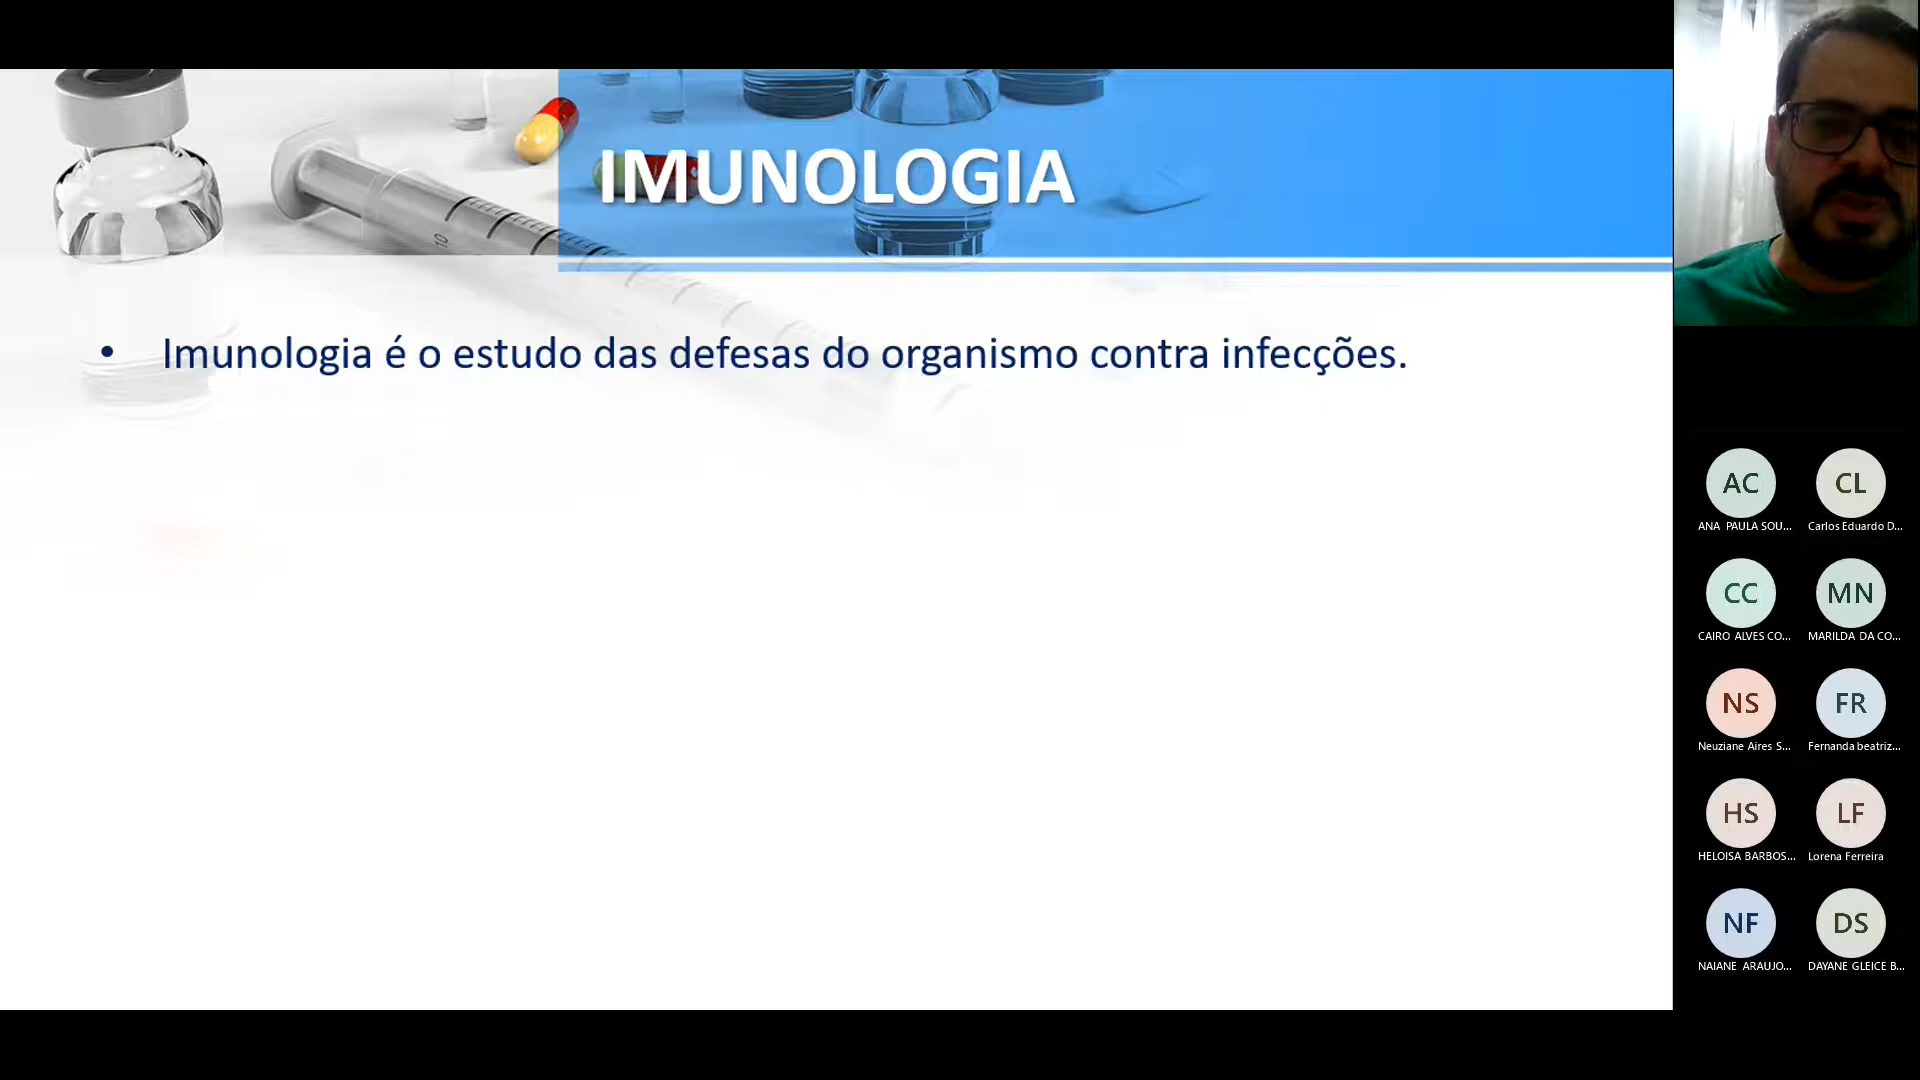 IMUNOLOGIA
• Imunologia é o estudo das defesas do organismo contra infecções.
10
AC
CL
ANA PAULA SOU...
Carlos Eduardo D...
CC
MN
CAIRO ALVES CO...
MARILDA DA CO...
NS
FR
Neuziane Aires S...
Fernanda beatriz...
HS
LF
HELOISA BARBOS...
Lorena Ferreira
NF
DS
NAIANE ARAUJO...
DAYANE GLEICE B...